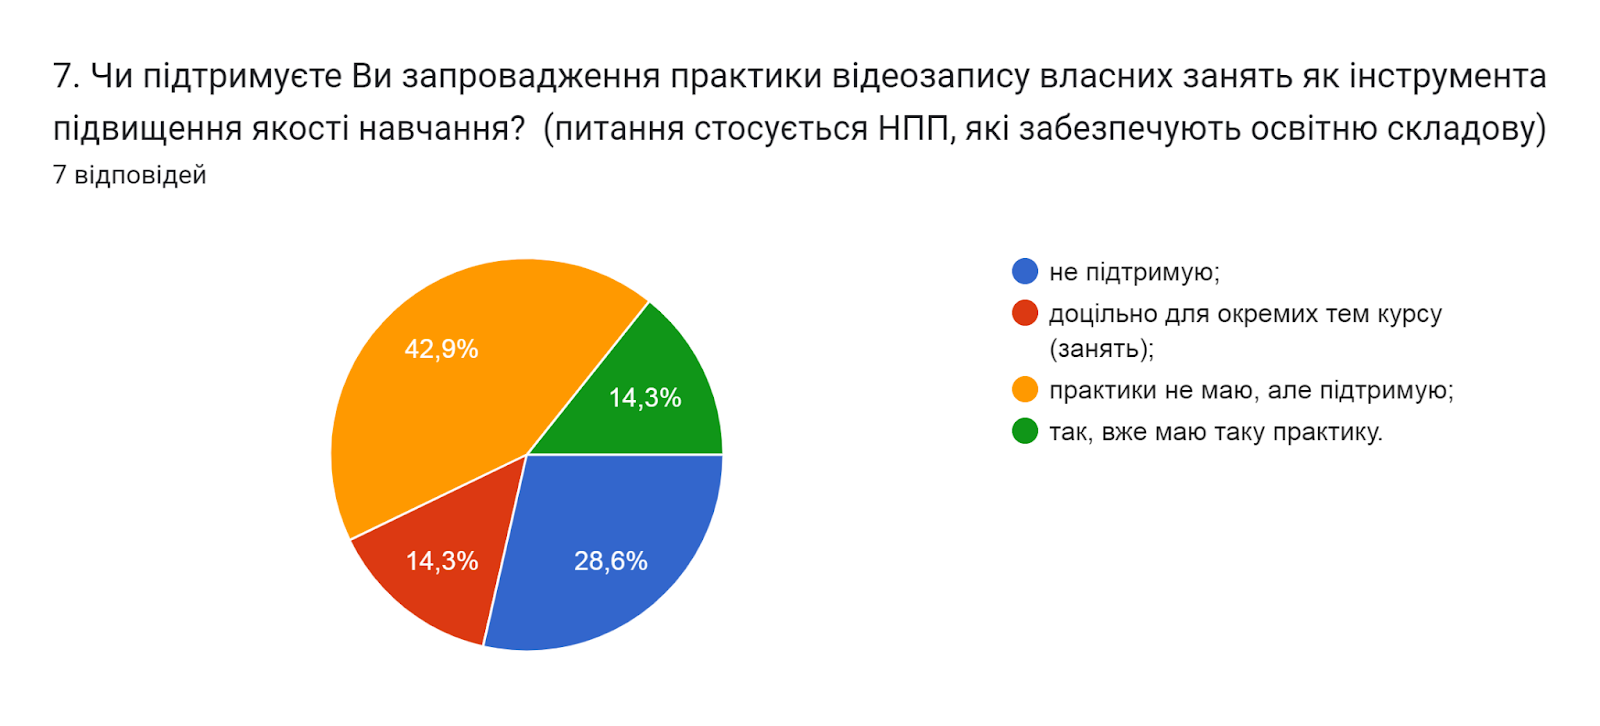 7. Чи підтримуєте Ви запровадження практики відеозапису власних занять як інструмента
підвищення якості навчання?  (питання стосується НПП, які забезпечують освітню складову)
7 відповідей
42,9%
14,3%
14,3%
28,6%
не підтримую;
доцільно для окремих тем курсу
(занять);
практики не маю, але підтримую;
так, вже маю таку практику.